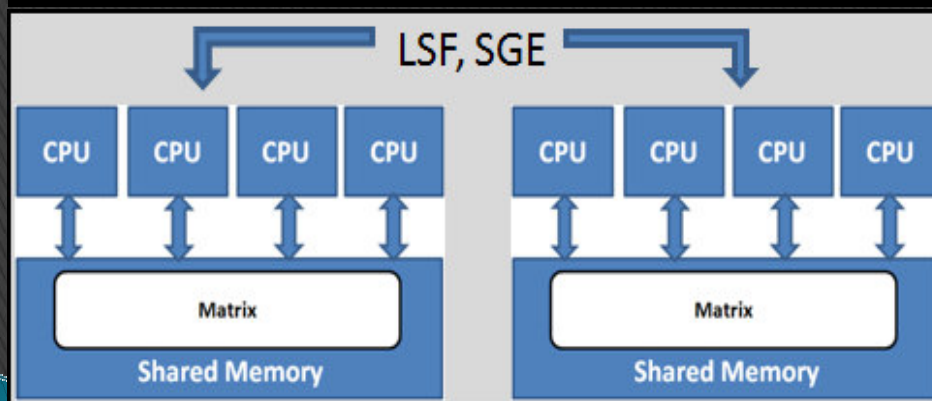 LSF, SGE
CPU CPU CPU CPU CPU CPU CPU CPU
Matrix Matrix
Shared Memory Shared Memory